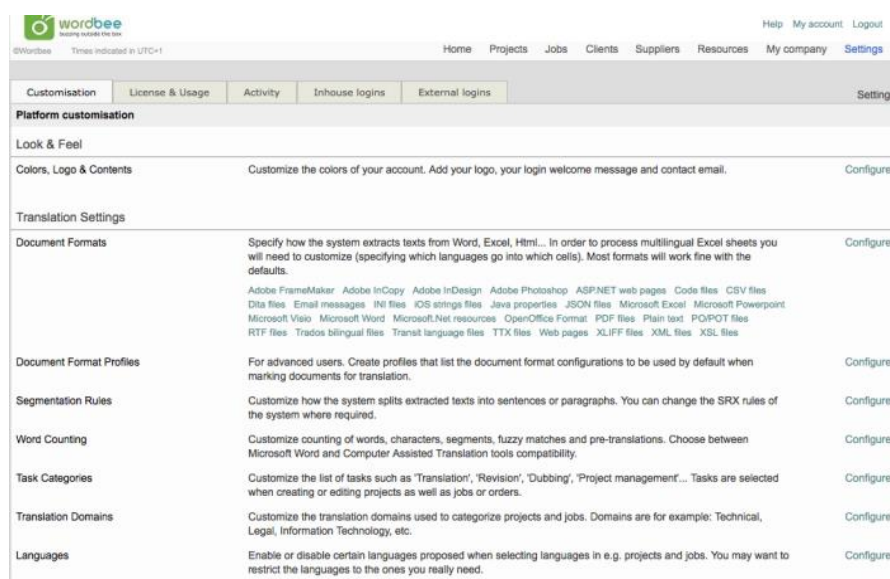 wordbee
buzzing outside the box
Help My account Logout
©Wordbee Times indicated in UTC+1
Home Projects Jobs Clients Suppliers Resources My company Settings
Customisation License & Usage Activity Inhouse logins External logins
Setting
Platform customisation
Look & Feel
Colors, Logo & Contents Customize the colors of your account. Add your logo, your login welcome message and contact email. Configure
Translation Settings
Document Formats Specify how the system extracts texts from Word, Excel, Html... In order to process multilingual Excel sheets you Configure
will need to customize (specifying which languages go into which cells). Most formats will work fine with the
defaults.
Adobe FrameMaker Adobe InCopy Adobe InDesign Adobe Photoshop ASP.NET web pages Code files CSV files
Dita files Email messages INI files iOS strings files Java properties JSON files Microsoft Excel Microsoft Powerpoint
Microsoft Visio Microsoft Word Microsoft.Net resources OpenOffice Format PDF files Plain text PO/POT files
RTF files Trados bilingual files Transit language files TTX files Web pages XLIFF files XML files XSL files
Document Format Profiles For advanced users. Create profiles that list the document format configurations to be used by default when Configure
marking documents for translation.
Segmentation Rules Customize how the system splits extracted texts into sentences or paragraphs. You can change the SRX rules of Configure
the system where required.
Word Counting Customize counting of words, characters, segments, fuzzy matches and pre-translations. Choose between Configure
Microsoft Word and Computer Assisted Translation tools compatibility.
Task Categories Customize the list of tasks such as 'Translation', 'Revision', 'Dubbing', 'Project management'... Tasks are selected Configure
when creating or editing projects as well as jobs or orders.
Translation Domains Customize the translation domains used to categorize projects and jobs. Domains are for example: Technical, Configure
Legal, Information Technology, etc.
Languages Enable or disable certain languages proposed when selecting languages in e.g. projects and jobs. You may want to Configure
restrict the languages to the ones you really need.